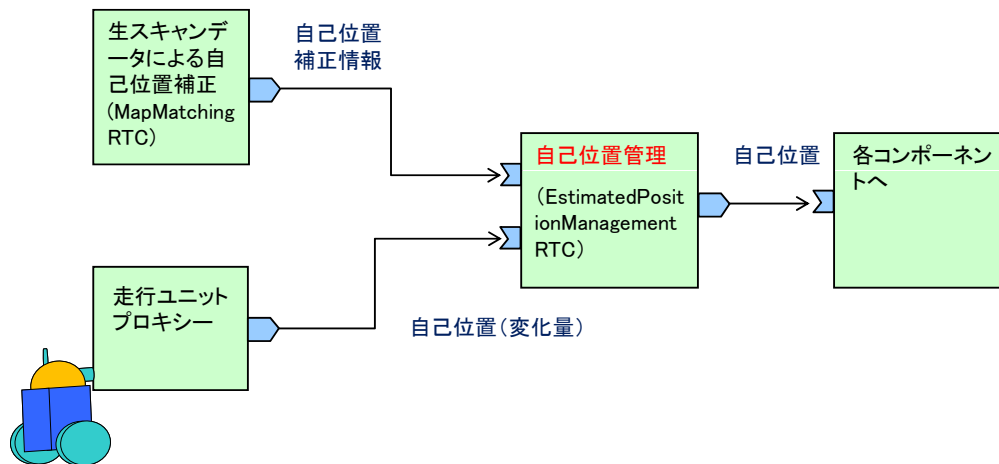 生スキャンデ
ータによる自
己位置補正
(MapMatching
RTC)
自己位置
補正情報
自己位置管理
（EstimatedPosit
ionManagement
RTC）
自己位置
各コンポーネン
トへ
走行ユニット
プロキシー
自己位置（変化量）